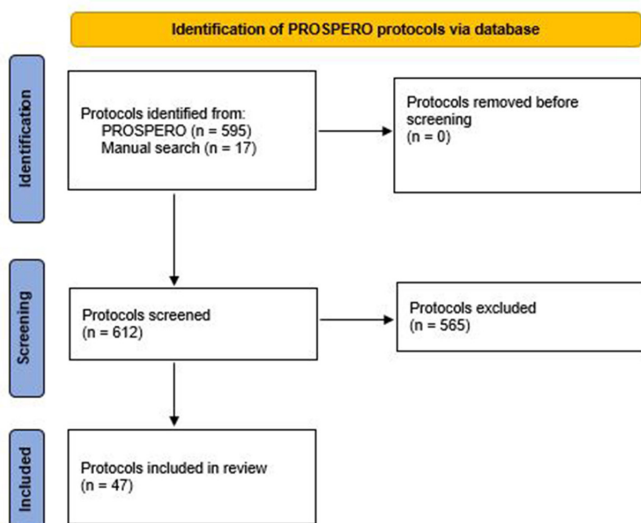 Identification of PROSPERO protocols via database
Identification
Protocols identified from:
PROSPERO (n = 595)
Manual search (n = 17)
Protocols removed before
screening
(n = 0)
Screening
Protocols screened
(n = 612)
Protocols excluded
(n = 565)
Included
Protocols included in review
(n = 47)